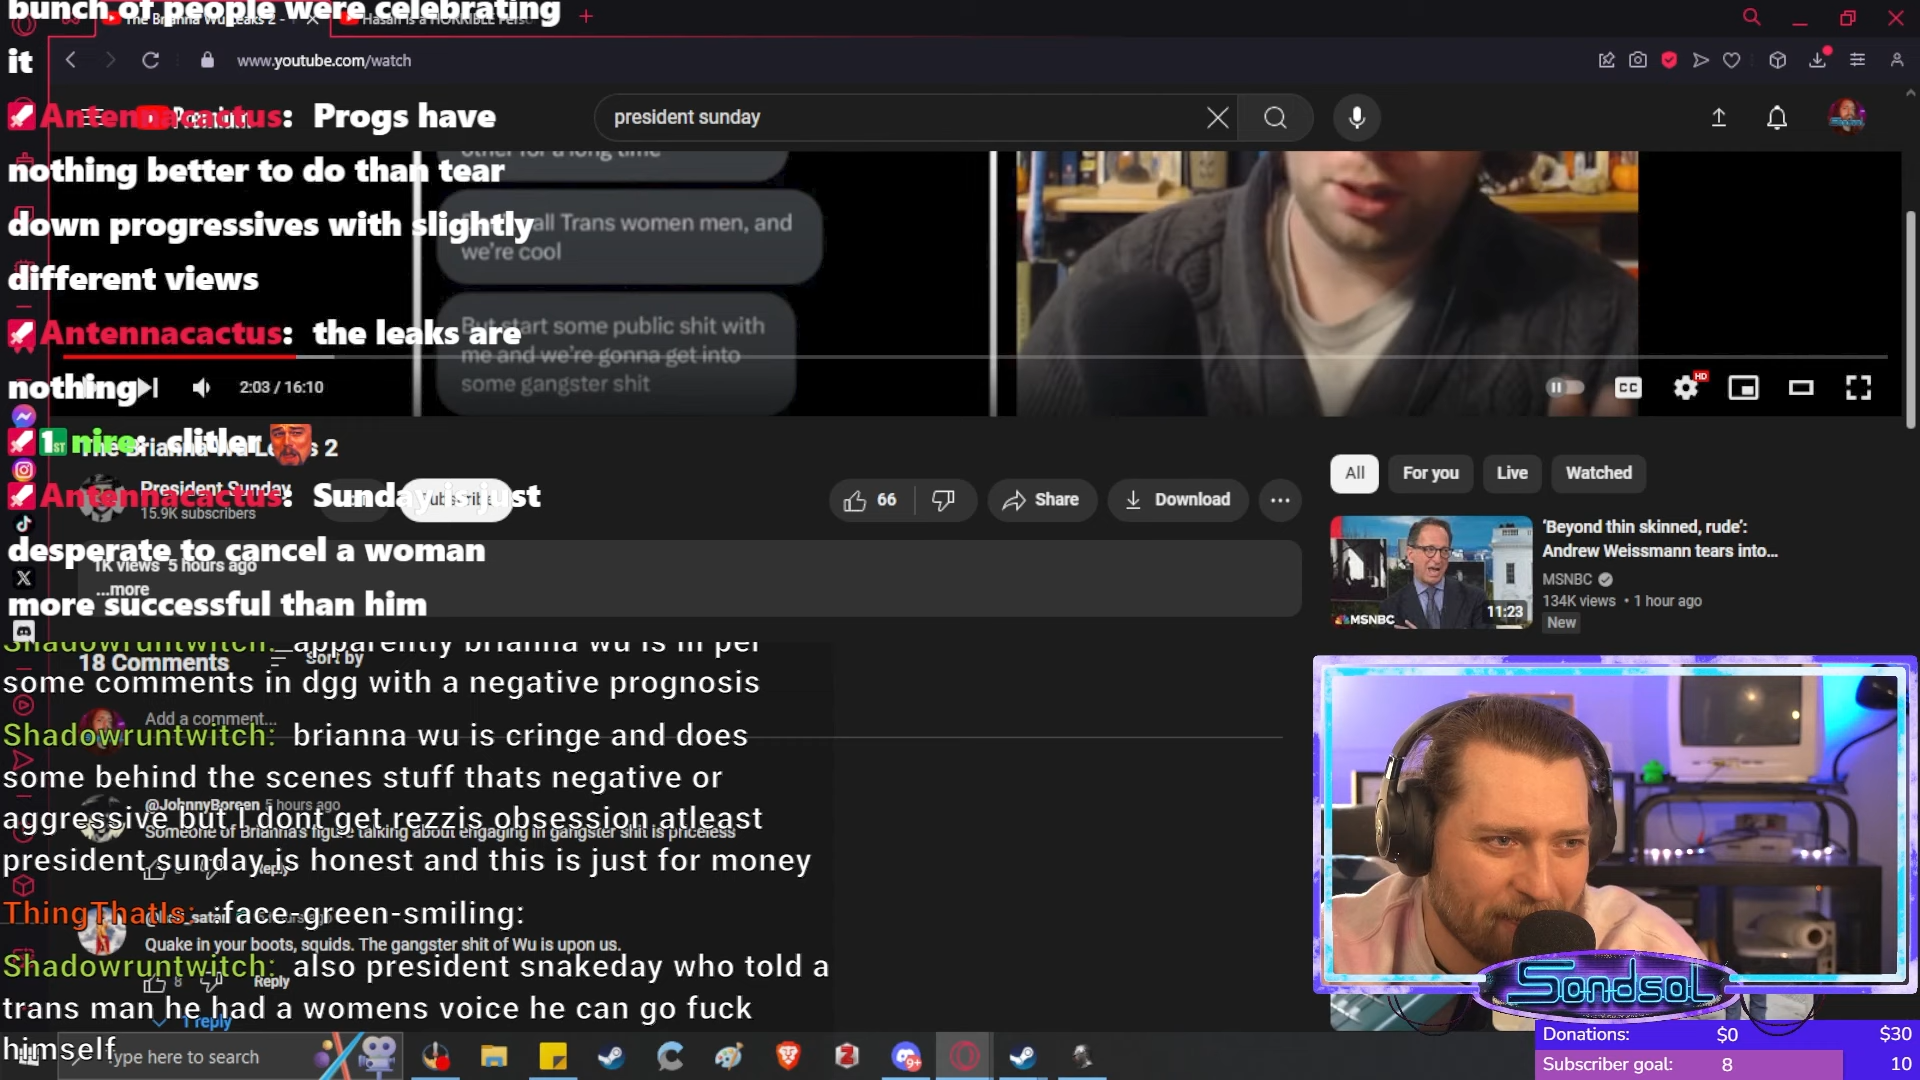 bunch of people were celebrating
it
The Brianna Wu Leaks 2 -
Hasan is a HORRIBLE Pers
www.youtube.com/watch
Antennacactus: Progs have
nothing better to do than tear
down progressives with slightly
different views
Premium
president sunday
other for a long time
all Trans women men, and
we're cool
But start some public shit with
me and we're gonna get into
some gangster shit
Antennacactus: the leaks are
nothing
2:03 / 16:10
CC
HD
1ST nire: clitler
The Brianna Wu Leaks 2
President Sunday
15.9K subscribers
Subscribe
66
Share
Download
Antennacactus: Sunday is just
desperate to cancel a woman
more successful than him
1K views 5 hours ago
...more
All
For you
Live
Watched
'Beyond thin skinned, rude':
Andrew Weissmann tears into...
MSNBC
134K views • 1 hour ago
New
MSNBC
11:23
Shadowruntwitch: apparently brianna wu is in per
some comments in dgg with a negative prognosis
18 Comments
Sort by
Add a comment...
Shadowruntwitch: brianna wu is cringe and does
some behind the scenes stuff thats negative or
aggressive but I dont get rezzis obsession atleast
president sunday is honest and this is just for money
@JohnnyBoreen 5 hours ago
Someone of Brianna's figure talking about engaging in gangster shit is priceless
Reply
ThingThatIs: :face-green-smiling:
Quake in your boots, squids. The gangster shit of Wu is upon us.
8
Reply
Shadowruntwitch: also president snakeday who told a
trans man he had a womens voice he can go fuck
himself
1 reply
Type here to search
9+
Sondsol
Donations: $0 $30
Subscriber goal: 8 10